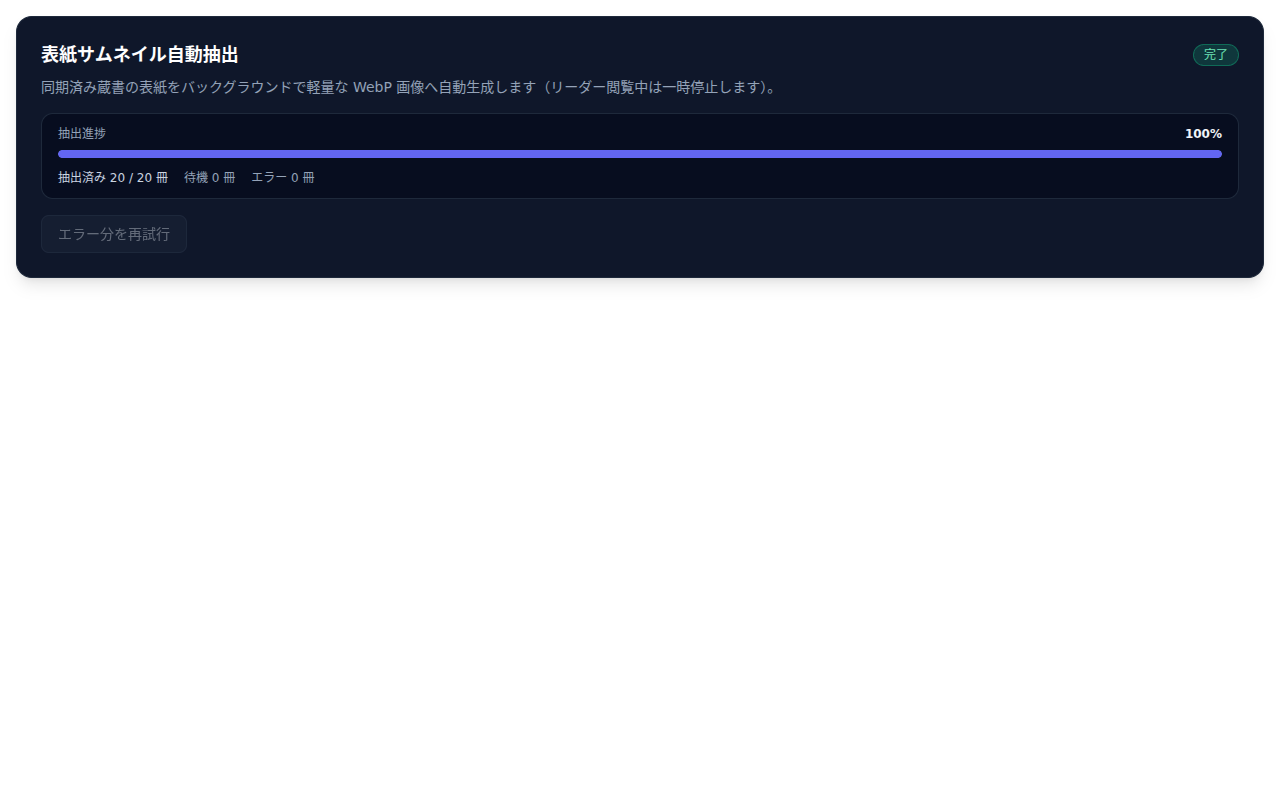 表紙サムネイル自動抽出
完了
同期済み蔵書の表紙をバックグラウンドで軽量な WebP 画像へ自動生成します（リーダー閲覧中は一時停止します）。
抽出進捗
100%
抽出済み 20 / 20 冊 待機 0 冊 エラー 0 冊
エラー分を再試行